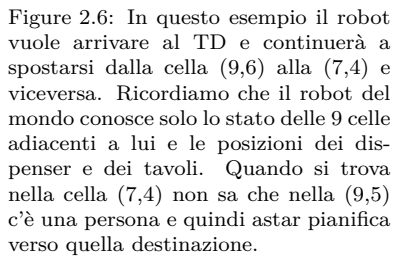 Figure 2.6: In questo esempio il robot
vuole arrivare al TD e continuerà a
spostarsi dalla cella (9,6) alla (7,4) e
viceversa. Ricordiamo che il robot del
mondo conosce solo lo stato delle 9 celle
adiacenti a lui e le posizioni dei dis-
penser e dei tavoli. Quando si trova
nella cella (7,4) non sa che nella (9,5)
c'è una persona e quindi astar pianifica
verso quella destinazione.